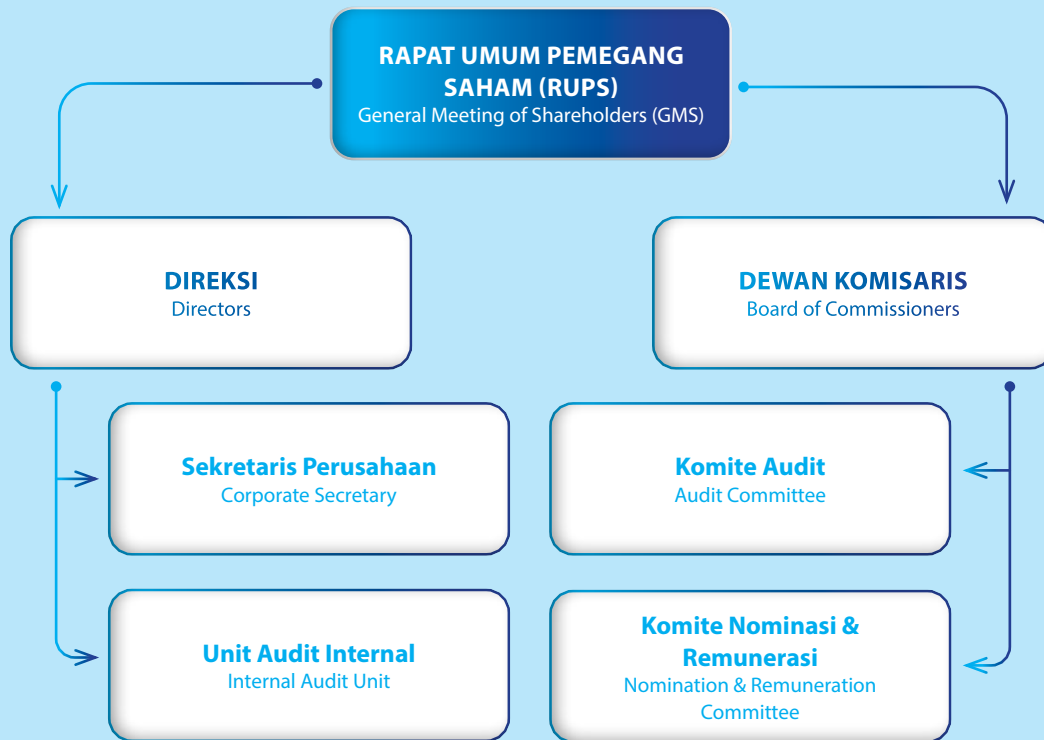 RAPAT UMUM PEMEGANG
SAHAM (RUPS)
General Meeting of Shareholders (GMS)
DIREKSI
Directors
DEWAN KOMISARIS
Board of Commissioners
Sekretaris Perusahaan
Corporate Secretary
Komite Audit
Audit Committee
Unit Audit Internal
Internal Audit Unit
Komite Nominasi &
Remunerasi
Nomination & Remuneration
Committee